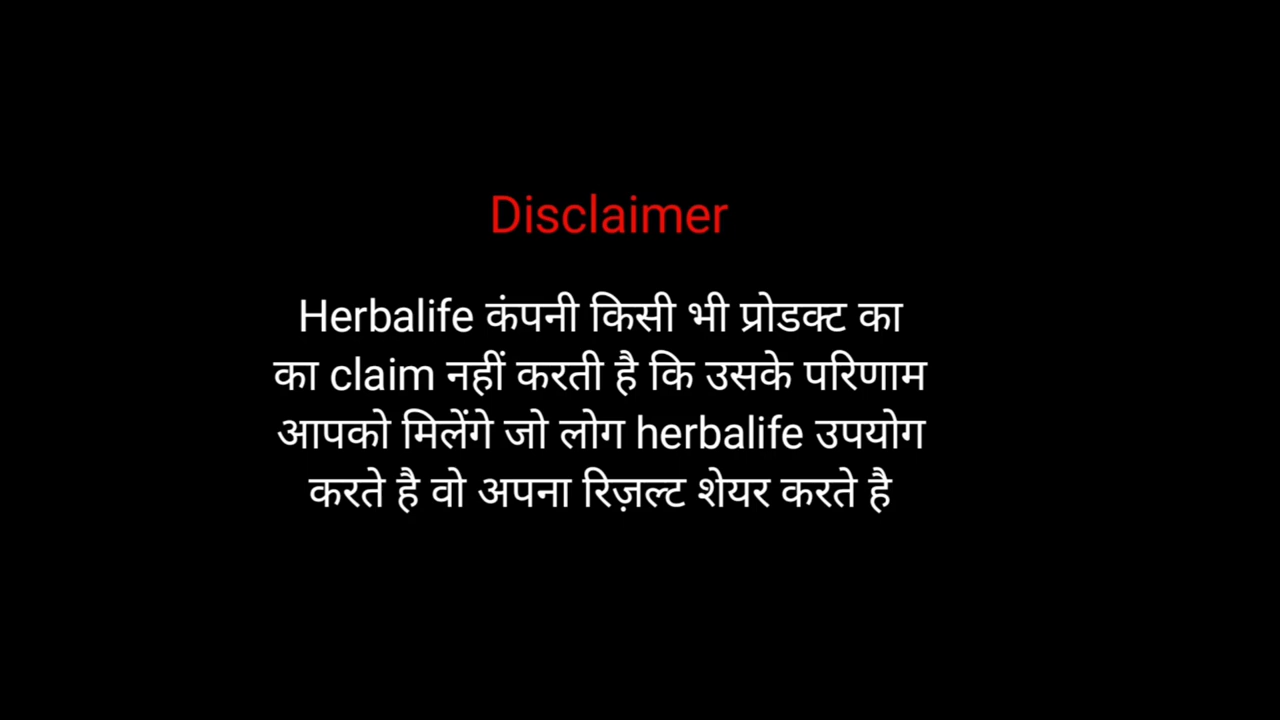 Disclaimer
Herbalife कंपनी किसी भी प्रोडक्ट का
का claim नहीं करती है कि उसके परिणाम
आपको मिलेंगे जो लोग herbalife उपयोग
करते है वो अपना रिज़ल्ट शेयर करते है